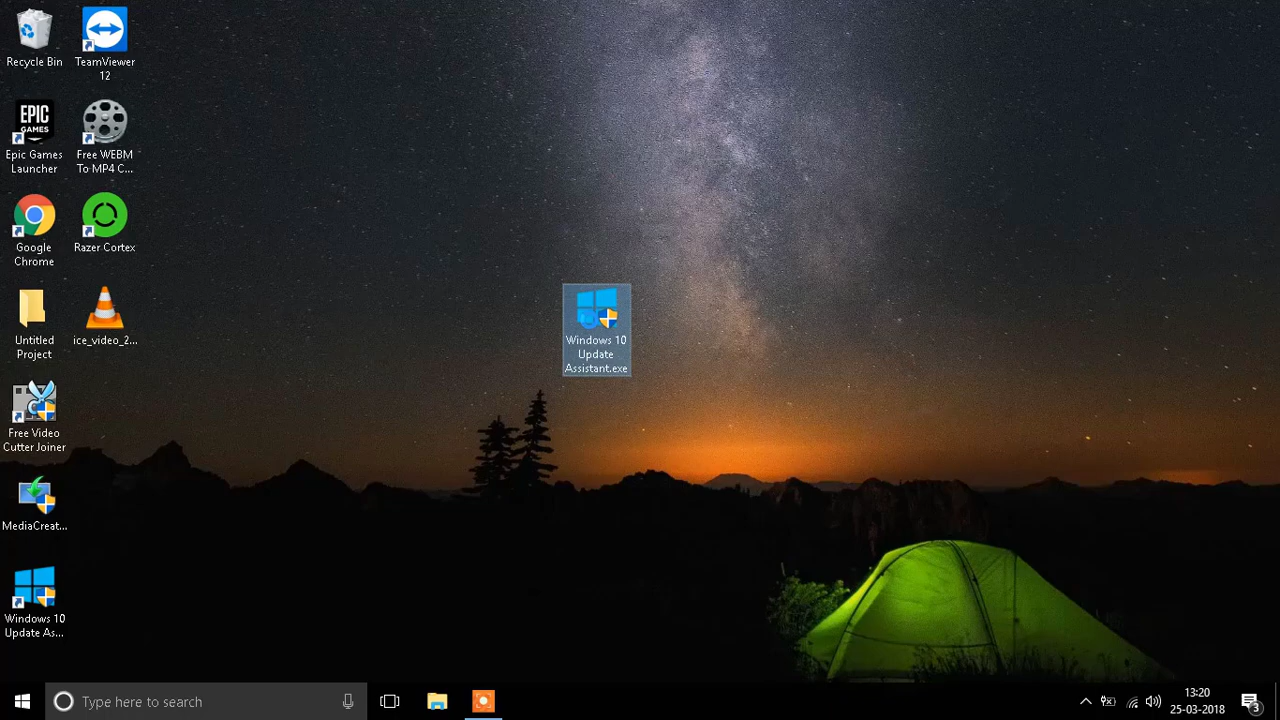 Recycle Bin
TeamViewer
12
EPIC
GAMES
Epic Games
Launcher
Free WEBM
To MP4 C...
Google
Chrome
Razer Cortex
Untitled
Project
ice_video_2...
Free Video
Cutter Joiner
MediaCreat...
Windows 10
Update As...
Windows 10
Update
Assistant.exe
Type here to search
13:20
25-03-2018
3